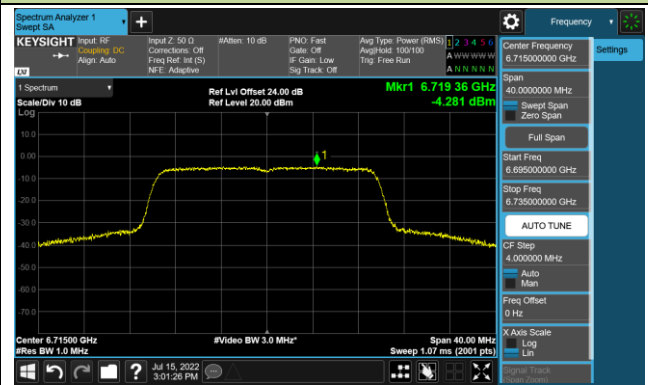 Spectrum Analyzer 1
Swept SA
Frequency
KEYSIGHT
Input: RF
Coupling: DC
Align: Auto
Input Z: 50 Ω
Corrections: Off
Freq Ref: Int (S)
NFE: Adaptive
#Atten: 10 dB
PNO: Fast
Gate: Off
IF Gain: Low
Sig Track: Off
Avg Type: Power (RMS)
Avg|Hold: 100/100
Trig: Free Run
1 2 3 4 5 6
A W W W W W
A N N N N N
LXI
1 Spectrum
Scale/Div 10 dB
Ref Lvl Offset 24.00 dB
Ref Level 20.00 dBm
Mkr1 6.719 36 GHz
-4.281 dBm
Log
10.0
0.00
-10.0
-20.0
-30.0
-40.0
-50.0
-60.0
-70.0
1
Center 6.71500 GHz
#Res BW 1.0 MHz
#Video BW 3.0 MHz*
Span 40.00 MHz
Sweep 1.07 ms (2001 pts)
Center Frequency
6.715000000 GHz
Settings
Span
40.0000000 MHz
Swept Span
Zero Span
Full Span
Start Freq
6.695000000 GHz
Stop Freq
6.735000000 GHz
AUTO TUNE
CF Step
4.000000 MHz
Auto
Man
Freq Offset
0 Hz
X Axis Scale
Log
Lin
Signal Track
(Span Zoom)
Jul 15, 2022
3:01:26 PM